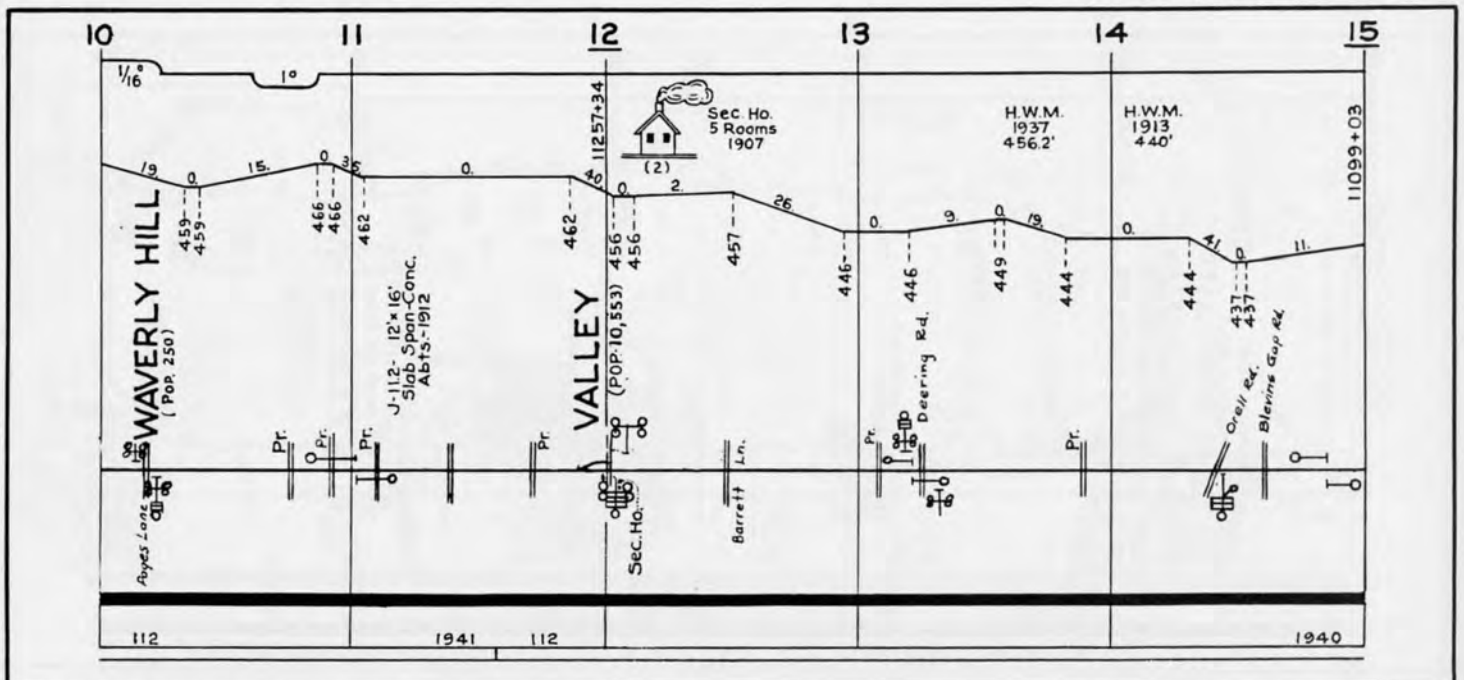 10 11 12 13 14 15
1/16°
1°
11257+34
Sec. Ho.
5 Rooms
1907
(2)
H.W.M.
1937
456.2'
H.W.M.
1913
440'
11099+03
19 0. 15. 0. 35 0. 40. 0. 2. 26 0. 9. 0. 19. 0. 41 0. 11.
459 459 466 466 462 462 456 456 457 446 446 449 444 444 437 437
WAVERLY HILL
(POP. 250)
J-11.2- 12'x16'
Slab Span-Conc.
Abts.-1912
VALLEY
(POP. 10,553)
Deering Rd.
Orell Rd.
Blevins Gap Rd.
Pr. Pr. Pr. Pr. Pr. Pr.
Pages Lane
Sec. Ho.
Barrett Ln.
112 1941 112 1940